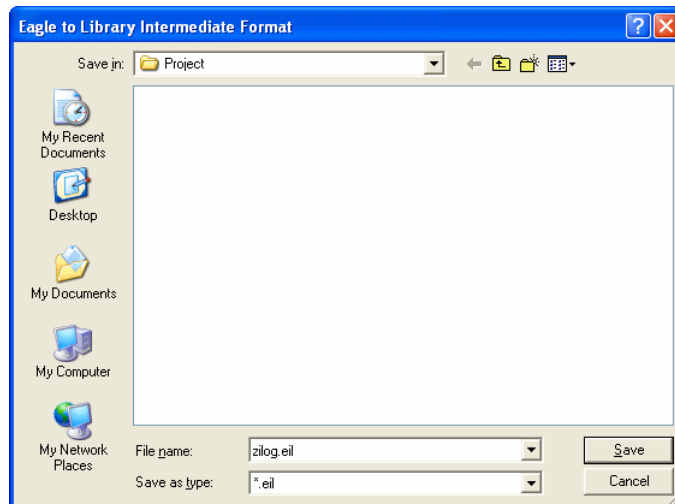 Eagle to Library Intermediate Format
Save in: Project
My Recent
Documents
Desktop
My Documents
My Computer
My Network
Places
File name: zilog.eil Save
Save as type: *.eil Cancel